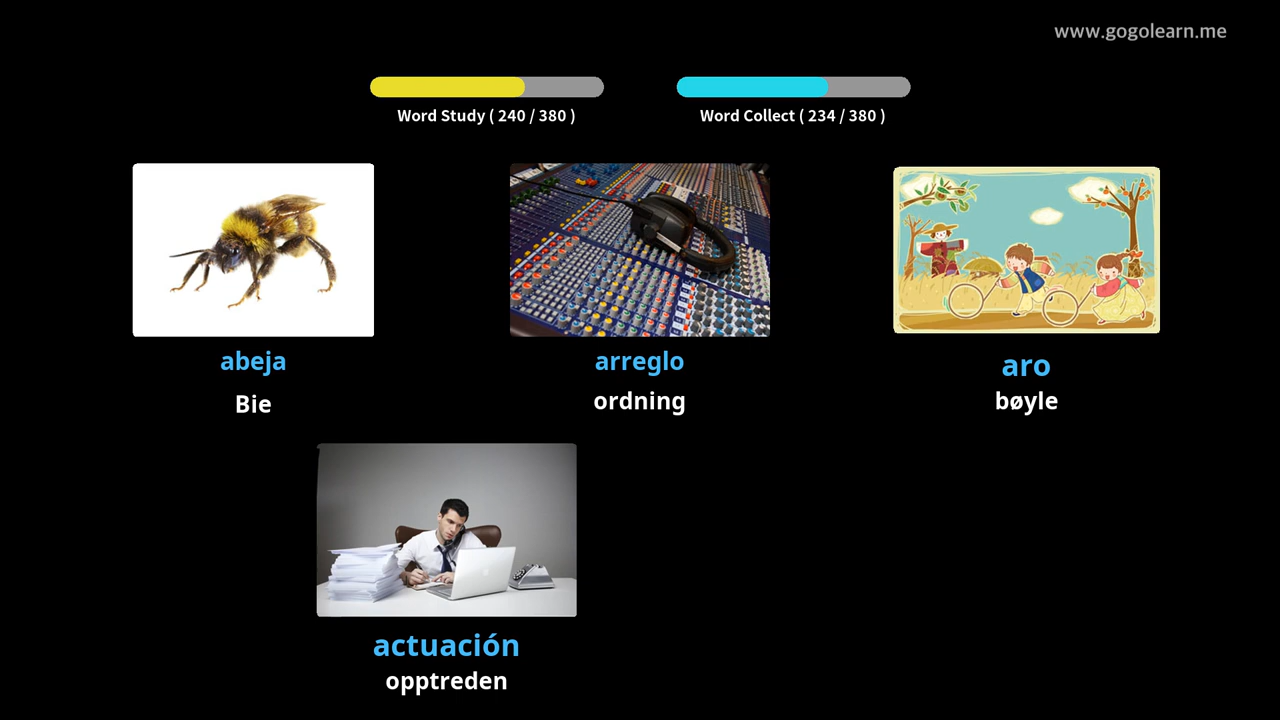 www.gogolearn.me
Word Study ( 240 / 380 )
Word Collect ( 234 / 380 )
abeja
Bie
arreglo
ordning
aro
bøyle
actuación
opptreden